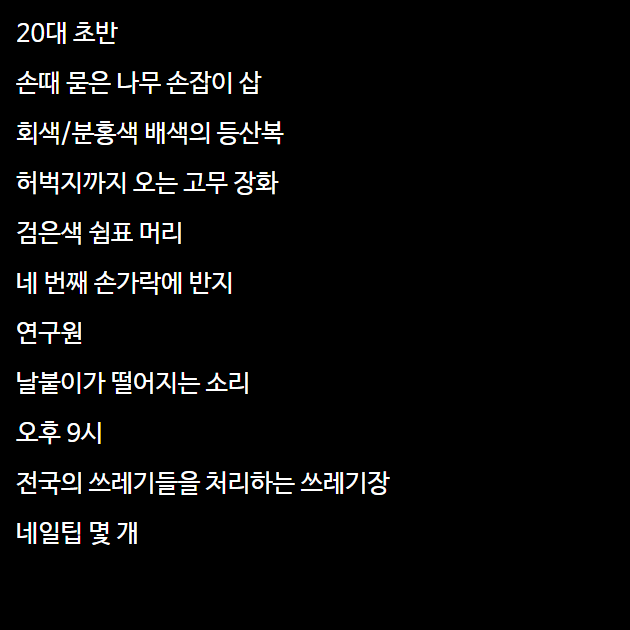 20대 초반
손때 묻은 나무 손잡이 삽
회색/분홍색 배색의 등산복
허벅지까지 오는 고무 장화
검은색 쉼표 머리
네 번째 손가락에 반지
연구원
날붙이가 떨어지는 소리
오후 9시
전국의 쓰레기들을 처리하는 쓰레기장
네일팁 몇 개